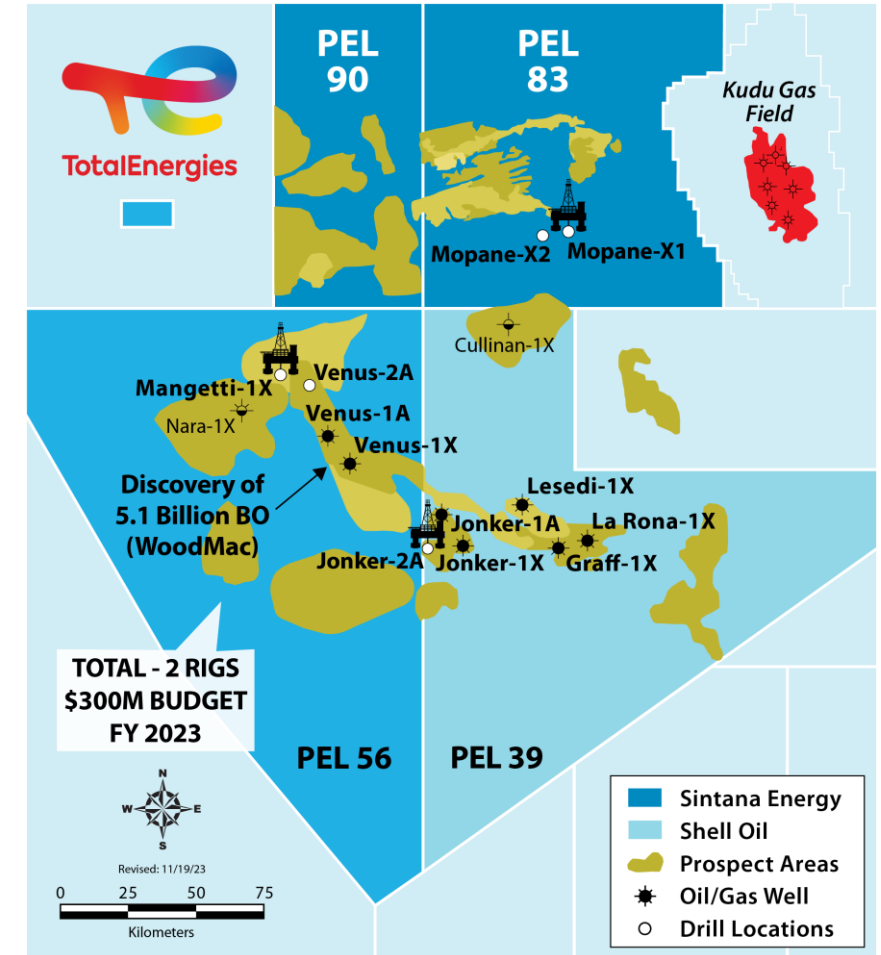 PEL
90
PEL
83
Kudu Gas
Field
TotalEnergies
Mopane-X2
Mopane-X1
Cullinan-1X
Mangetti-1X
Venus-2A
Nara-1X
Venus-1A
Venus-1X
Discovery of
5.1 Billion BO
(WoodMac)
Lesedi-1X
Jonker-1A
La Rona-1X
Jonker-2A
Jonker-1X
Graff-1X
TOTAL - 2 RIGS
$300M BUDGET
FY 2023
PEL 56
PEL 39
N
W
E
S
Revised: 11/19/23
0
25
50
75
Kilometers
Sintana Energy
Shell Oil
Prospect Areas
Oil/Gas Well
Drill Locations